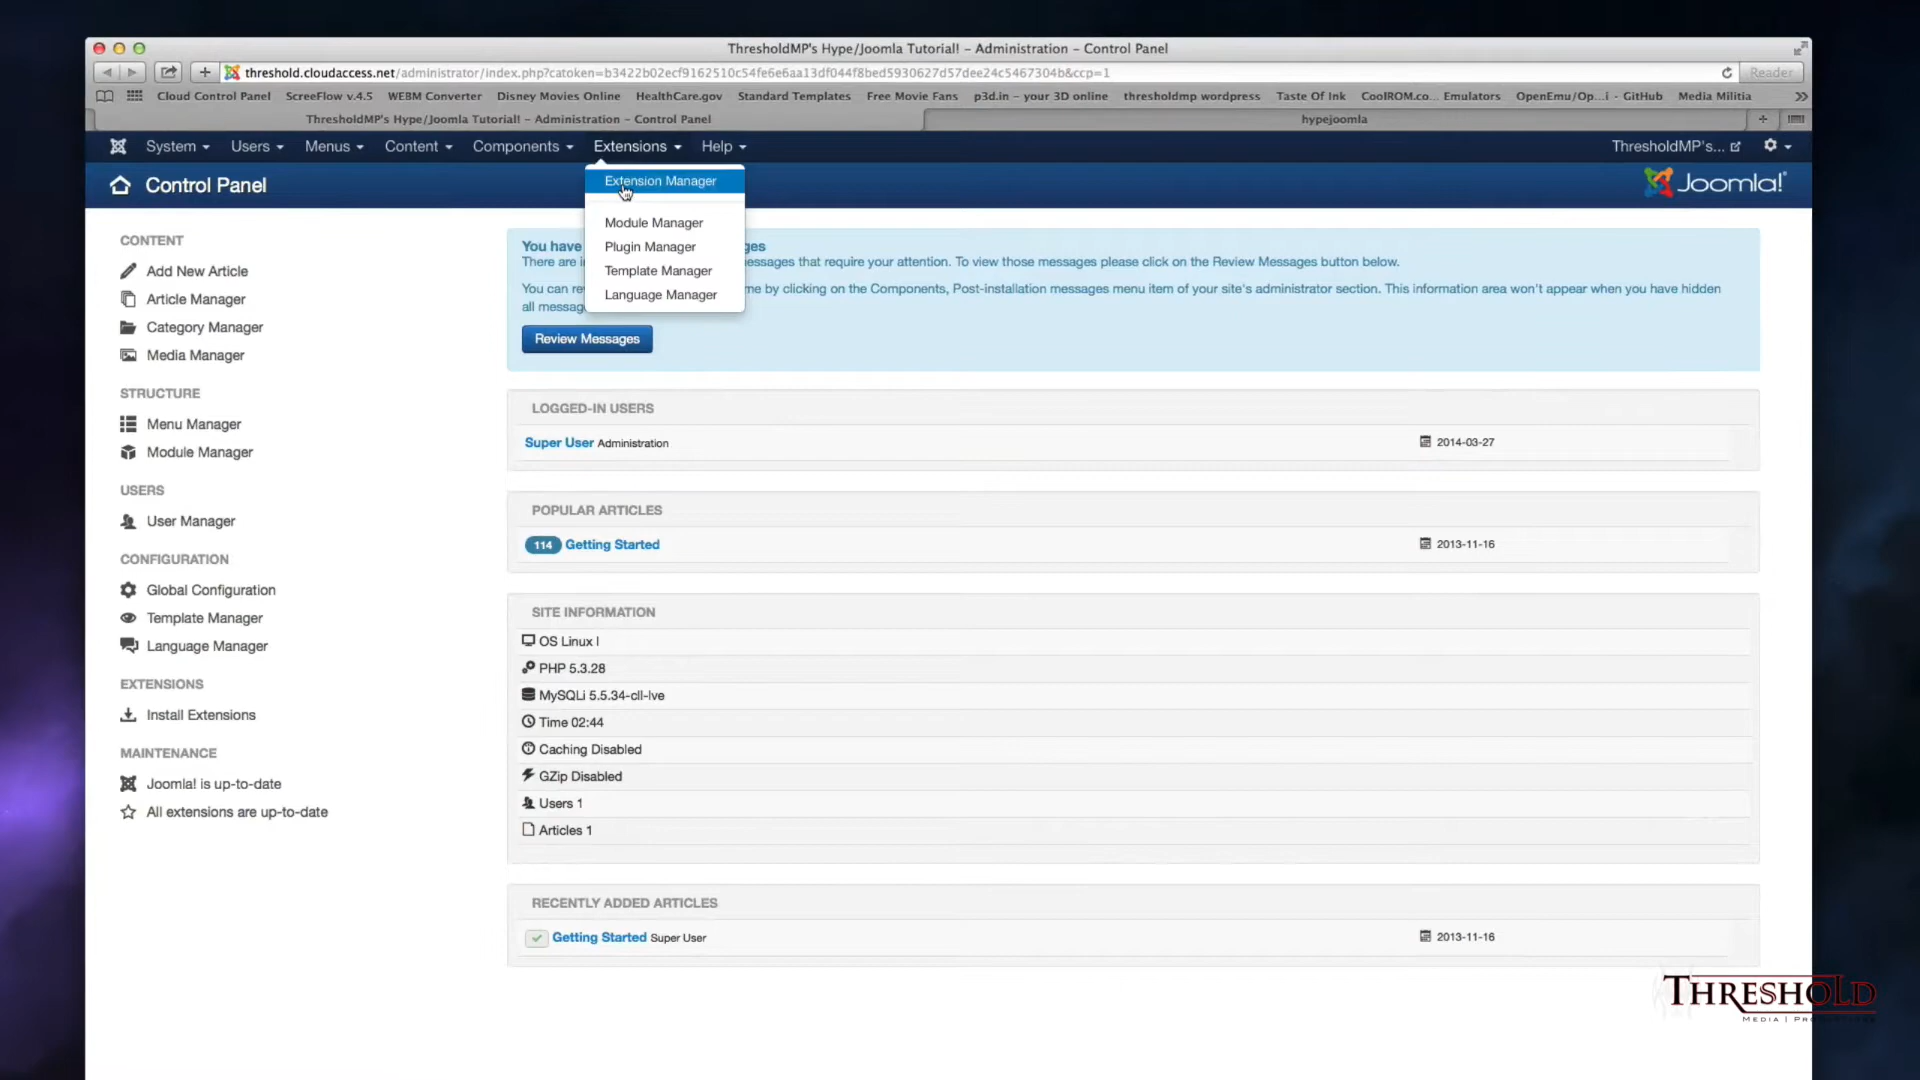 ThresholdMP's Hype/Joomla Tutorial! – Administration – Control Panel
threshold.cloudaccess.net/administrator/index.php?catoken=b3422b02ecf9162510c54fe6e6aa13df044f8bed5930627d57dee24c5467304b&ccp=1
Reader
Cloud Control Panel ScreeFlow v.4.5 WEBM Converter Disney Movies Online HealthCare.gov Standard Templates Free Movie Fans p3d.in – your 3D online thresholdmp wordpress Taste Of Ink CoolROM.co... Emulators OpenEmu/Op...i · GitHub Media Militia
ThresholdMP's Hype/Joomla Tutorial! – Administration – Control Panel
hypejoomla
System Users Menus Content Components Extensions Help
ThresholdMP's...
Control Panel
Joomla!
Extension Manager
Module Manager
Plugin Manager
Template Manager
Language Manager
CONTENT
Add New Article
Article Manager
Category Manager
Media Manager
STRUCTURE
Menu Manager
Module Manager
USERS
User Manager
CONFIGURATION
Global Configuration
Template Manager
Language Manager
EXTENSIONS
Install Extensions
MAINTENANCE
Joomla! is up-to-date
All extensions are up-to-date
You have
There are essages that require your attention. To view those messages please click on the Review Messages button below.
You can me by clicking on the Components, Post-installation messages menu item of your site's administrator section. This information area won't appear when you have hidden
all
Review Messages
LOGGED-IN USERS
Super User Administration 2014-03-27
POPULAR ARTICLES
114 Getting Started 2013-11-16
SITE INFORMATION
OS Linux l
PHP 5.3.28
MySQLi 5.5.34-cll-lve
Time 02:44
Caching Disabled
GZip Disabled
Users 1
Articles 1
RECENTLY ADDED ARTICLES
Getting Started Super User 2013-11-16
THRESHOLD
MEDIA |